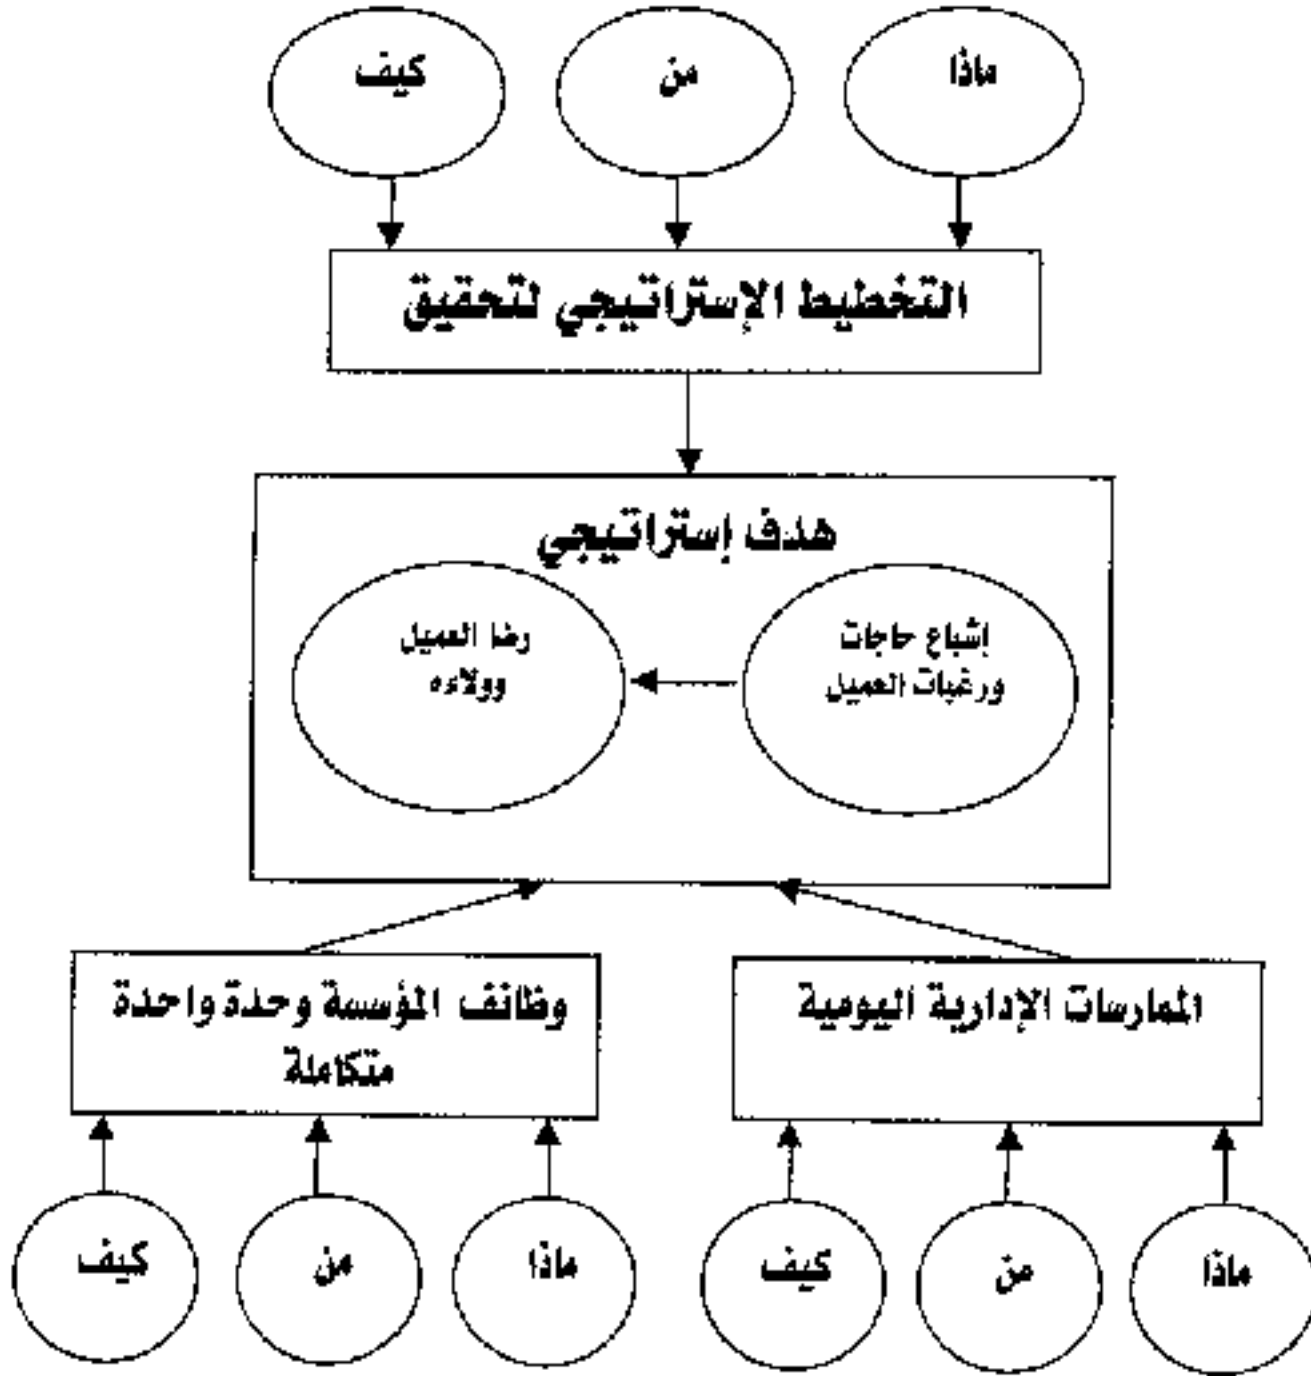 ماذا
من
كيف
التخطيط الإستراتيجي لتحقيق
هدف إستراتيجي
إشباع حاجات
ورغبات العميل
رضا العميل
وولاءه
الممارسات الإدارية اليومية
وظائف المؤسسة وحدة واحدة
متكاملة
ماذا
من
كيف
ماذا
من
كيف